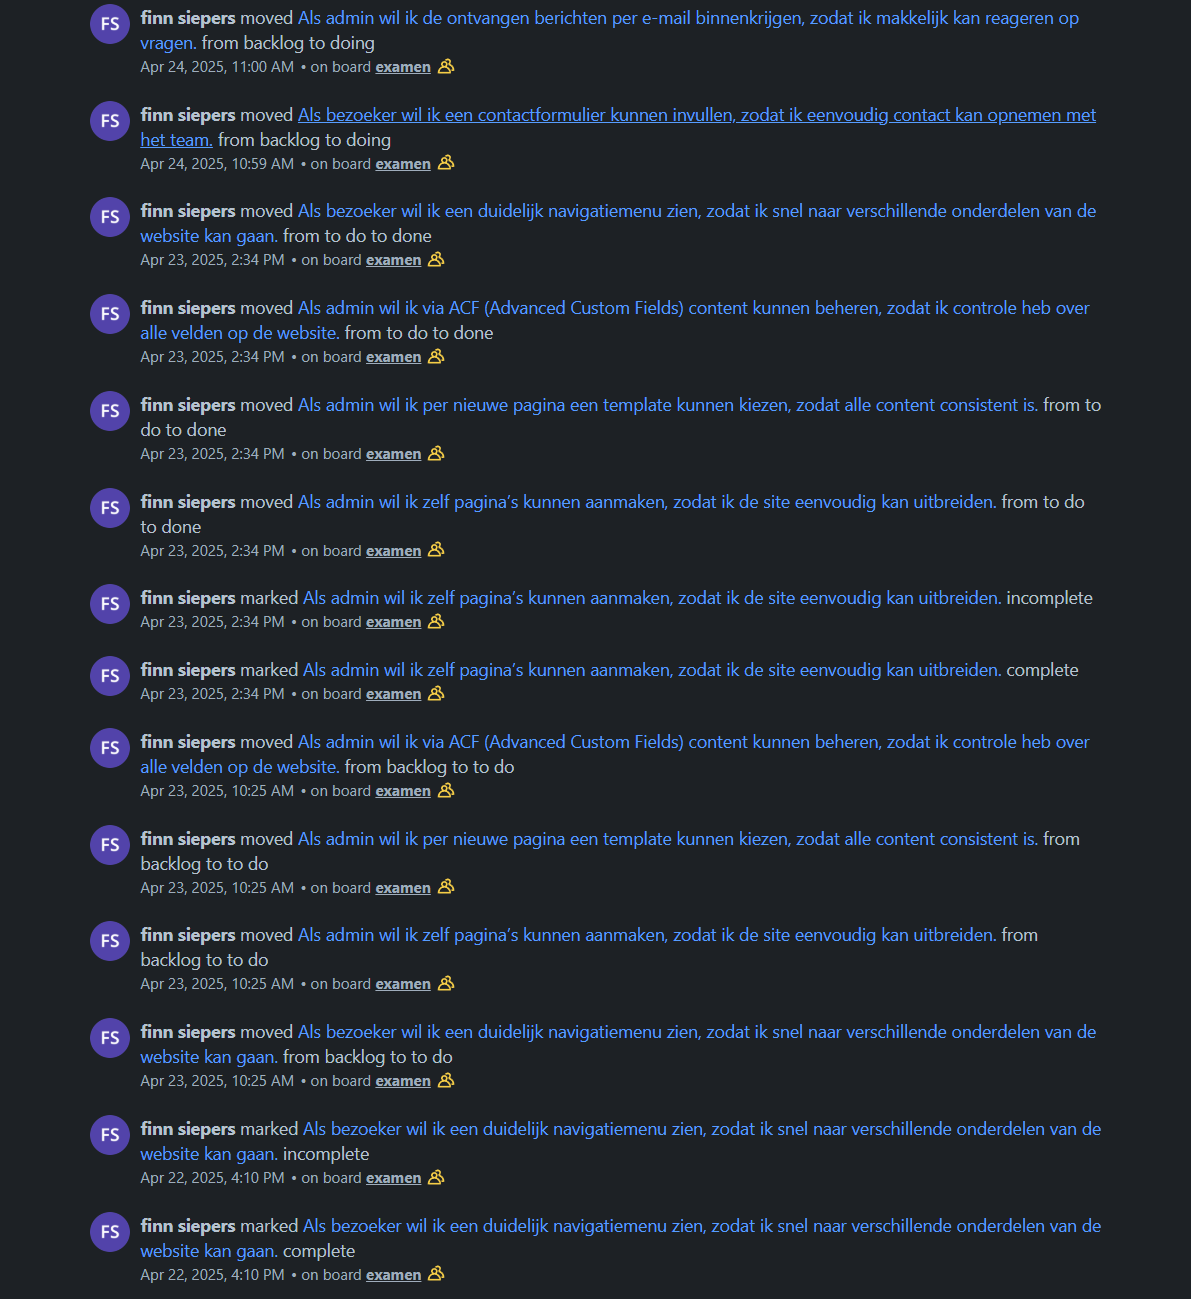 FS
finn siepers moved Als admin wil ik de ontvangen berichten per e-mail binnenkrijgen, zodat ik makkelijk kan reageren op
vragen. from backlog to doing
Apr 24, 2025, 11:00 AM • on board examen
FS
finn siepers moved Als bezoeker wil ik een contactformulier kunnen invullen, zodat ik eenvoudig contact kan opnemen met
het team. from backlog to doing
Apr 24, 2025, 10:59 AM • on board examen
FS
finn siepers moved Als bezoeker wil ik een duidelijk navigatiemenu zien, zodat ik snel naar verschillende onderdelen van de
website kan gaan. from to do to done
Apr 23, 2025, 2:34 PM • on board examen
FS
finn siepers moved Als admin wil ik via ACF (Advanced Custom Fields) content kunnen beheren, zodat ik controle heb over
alle velden op de website. from to do to done
Apr 23, 2025, 2:34 PM • on board examen
FS
finn siepers moved Als admin wil ik per nieuwe pagina een template kunnen kiezen, zodat alle content consistent is. from to
do to done
Apr 23, 2025, 2:34 PM • on board examen
FS
finn siepers moved Als admin wil ik zelf pagina’s kunnen aanmaken, zodat ik de site eenvoudig kan uitbreiden. from to do
to done
Apr 23, 2025, 2:34 PM • on board examen
FS
finn siepers marked Als admin wil ik zelf pagina’s kunnen aanmaken, zodat ik de site eenvoudig kan uitbreiden. incomplete
Apr 23, 2025, 2:34 PM • on board examen
FS
finn siepers marked Als admin wil ik zelf pagina’s kunnen aanmaken, zodat ik de site eenvoudig kan uitbreiden. complete
Apr 23, 2025, 2:34 PM • on board examen
FS
finn siepers moved Als admin wil ik via ACF (Advanced Custom Fields) content kunnen beheren, zodat ik controle heb over
alle velden op de website. from backlog to to do
Apr 23, 2025, 10:25 AM • on board examen
FS
finn siepers moved Als admin wil ik per nieuwe pagina een template kunnen kiezen, zodat alle content consistent is. from
backlog to to do
Apr 23, 2025, 10:25 AM • on board examen
FS
finn siepers moved Als admin wil ik zelf pagina’s kunnen aanmaken, zodat ik de site eenvoudig kan uitbreiden. from
backlog to to do
Apr 23, 2025, 10:25 AM • on board examen
FS
finn siepers moved Als bezoeker wil ik een duidelijk navigatiemenu zien, zodat ik snel naar verschillende onderdelen van de
website kan gaan. from backlog to to do
Apr 23, 2025, 10:25 AM • on board examen
FS
finn siepers marked Als bezoeker wil ik een duidelijk navigatiemenu zien, zodat ik snel naar verschillende onderdelen van de
website kan gaan. incomplete
Apr 22, 2025, 4:10 PM • on board examen
FS
finn siepers marked Als bezoeker wil ik een duidelijk navigatiemenu zien, zodat ik snel naar verschillende onderdelen van de
website kan gaan. complete
Apr 22, 2025, 4:10 PM • on board examen